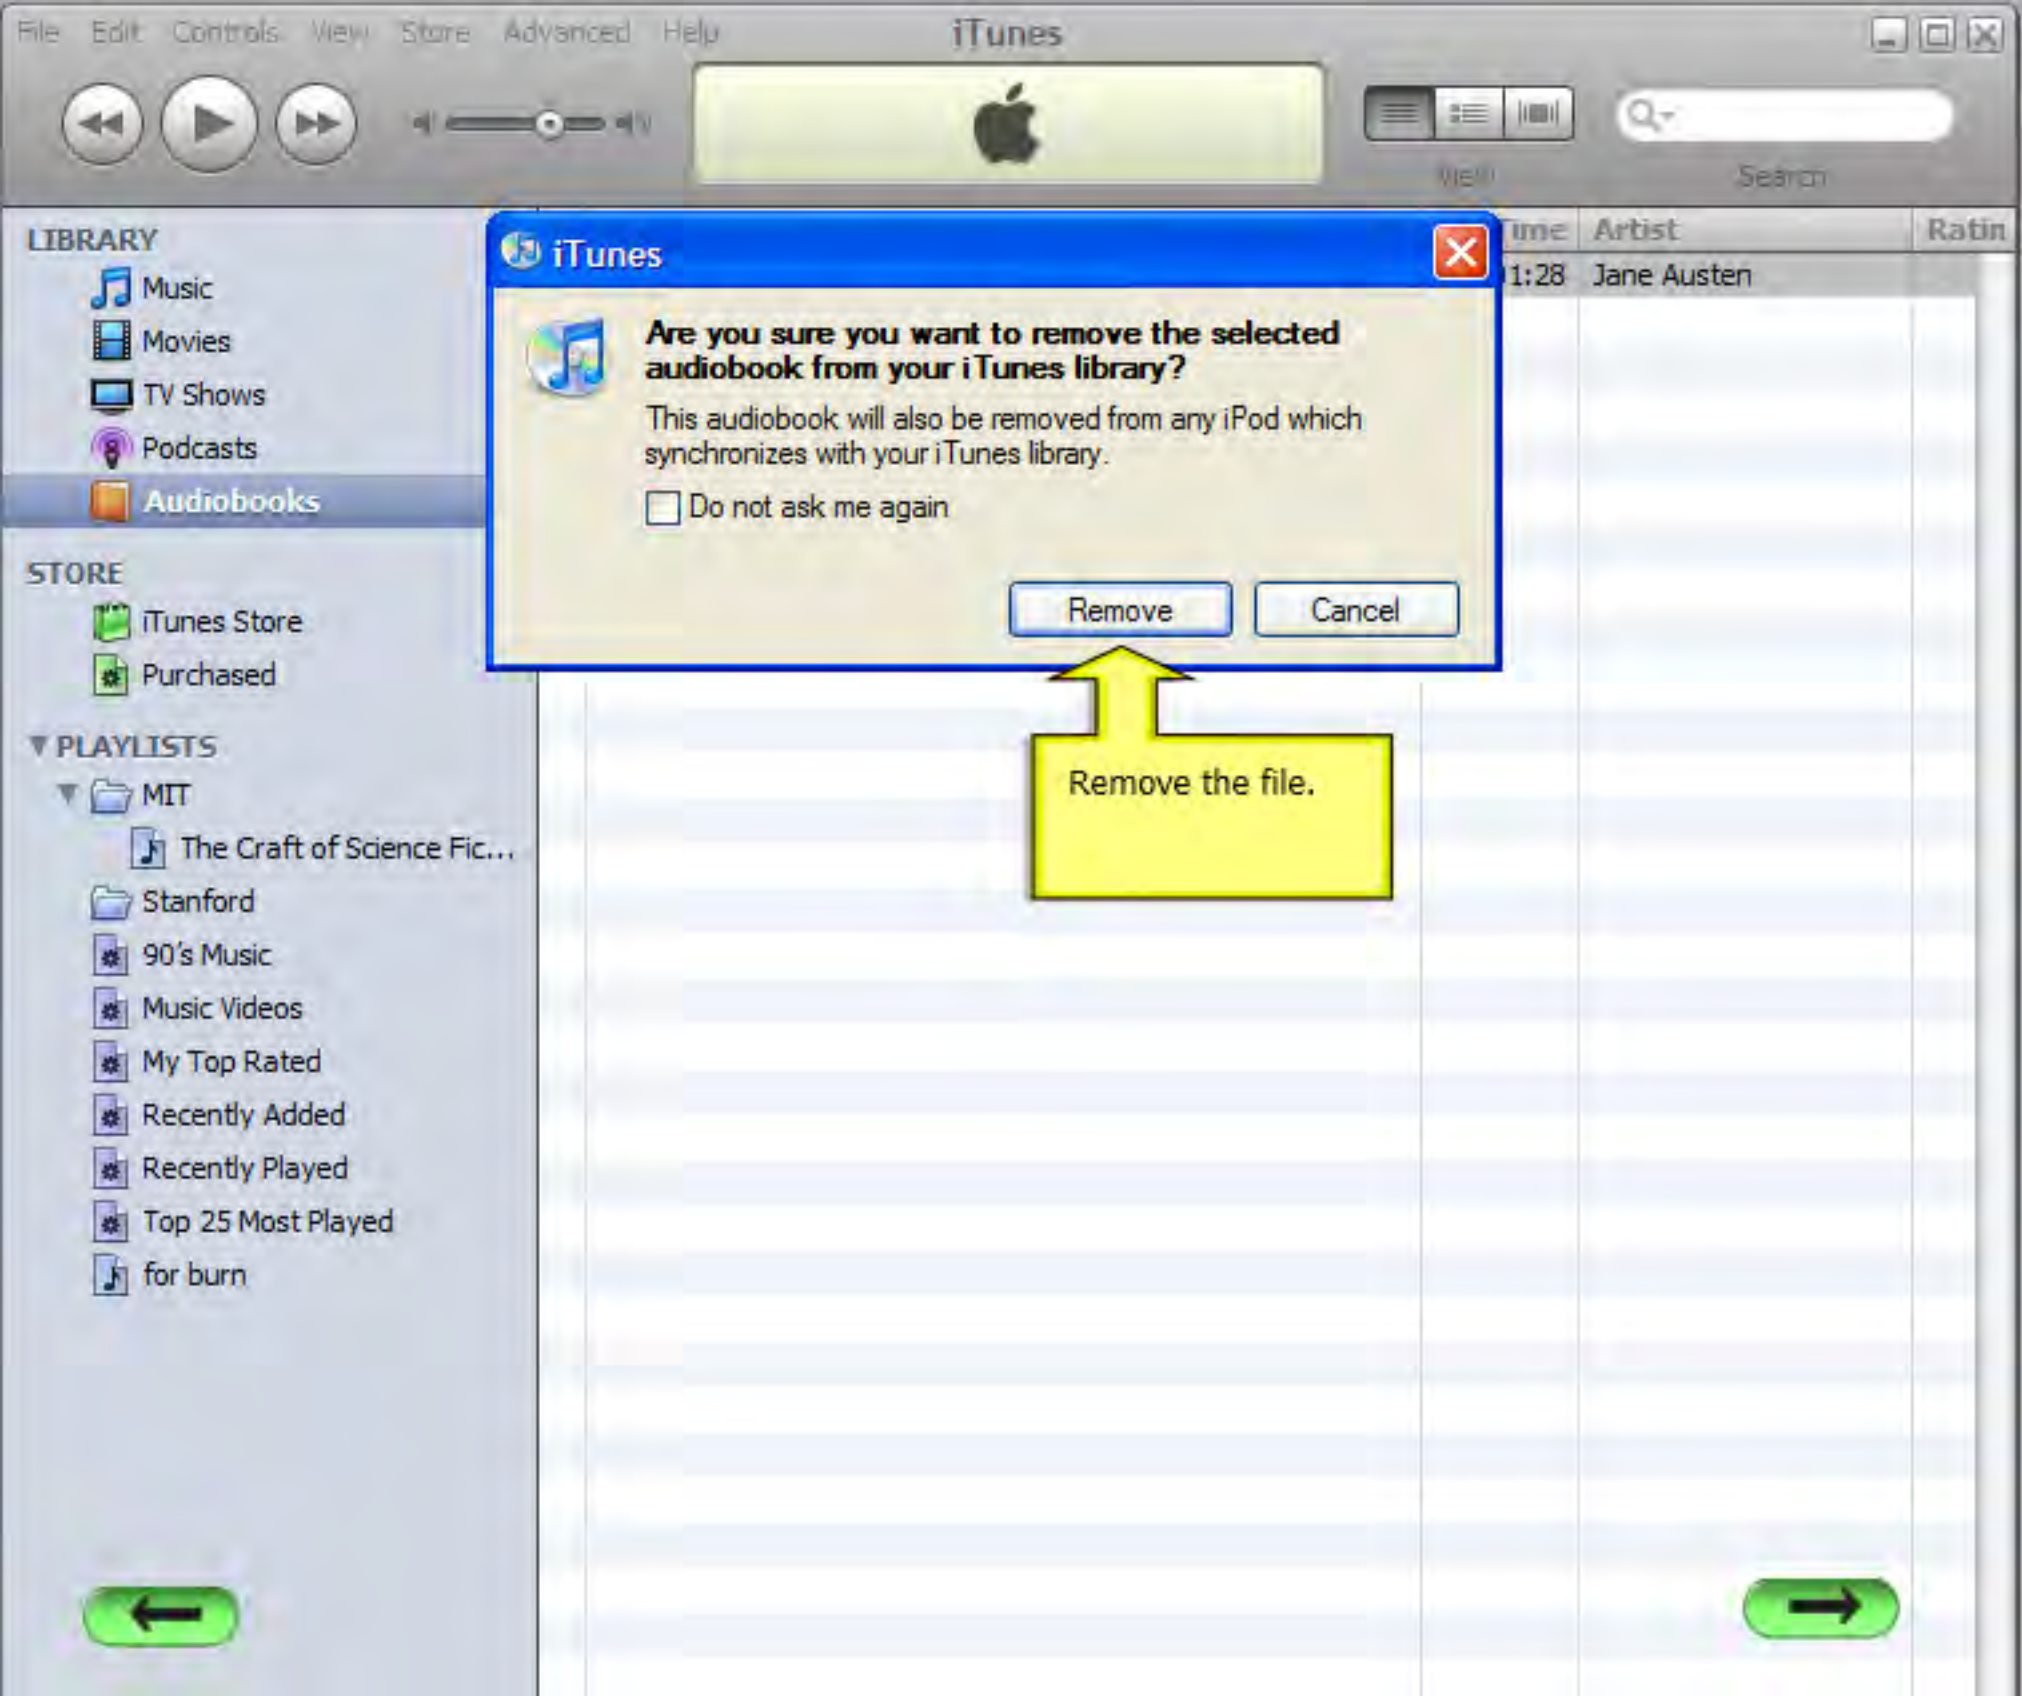 File Edit Controls View Store Advanced Help
iTunes
View
Search
LIBRARY
Music
Movies
TV Shows
Podcasts
Audiobooks
STORE
iTunes Store
Purchased
PLAYLISTS
MIT
The Craft of Science Fic...
Stanford
90's Music
Music Videos
My Top Rated
Recently Added
Recently Played
Top 25 Most Played
for burn
Artist
1:28 Jane Austen
iTunes
Are you sure you want to remove the selected
audiobook from your iTunes library?
This audiobook will also be removed from any iPod which
synchronizes with your iTunes library.
Do not ask me again
Remove Cancel
Remove the file.